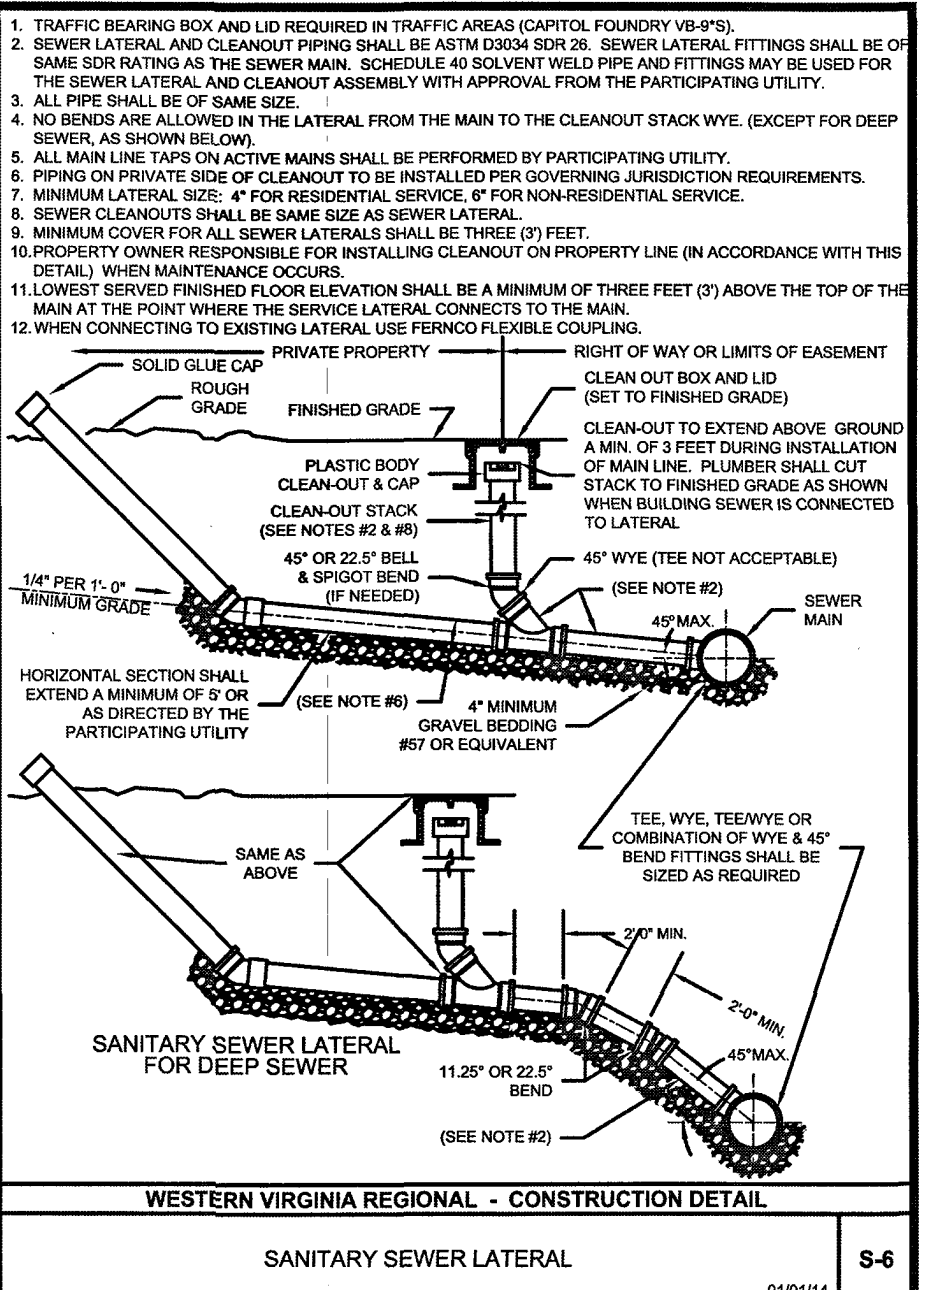 1. TRAFFIC BEARING BOX AND LID REQUIRED IN TRAFFIC AREAS (CAPITOL FOUNDRY VB-9"S).
2. SEWER LATERAL AND CLEANOUT PIPING SHALL BE ASTM D3034 SDR 26. SEWER LATERAL FITTINGS SHALL BE OF
SAME SDR RATING AS THE SEWER MAIN. SCHEDULE 40 SOLVENT WELD PIPE AND FITTINGS MAY BE USED FOR
THE SEWER LATERAL AND CLEANOUT ASSEMBLY WITH APPROVAL FROM THE PARTICIPATING UTILITY.
3. ALL PIPE SHALL BE OF SAME SIZE.
4. NO BENDS ARE ALLOWED IN THE LATERAL FROM THE MAIN TO THE CLEANOUT STACK WYE. (EXCEPT FOR DEEP
SEWER, AS SHOWN BELOW).
5. ALL MAIN LINE TAPS ON ACTIVE MAINS SHALL BE PERFORMED BY PARTICIPATING UTILITY.
6. PIPING ON PRIVATE SIDE OF CLEANOUT TO BE INSTALLED PER GOVERNING JURISDICTION REQUIREMENTS.
7. MINIMUM LATERAL SIZE: 4" FOR RESIDENTIAL SERVICE, 6" FOR NON-RESIDENTIAL SERVICE.
8. SEWER CLEANOUTS SHALL BE SAME SIZE AS SEWER LATERAL.
9. MINIMUM COVER FOR ALL SEWER LATERALS SHALL BE THREE (3') FEET.
10. PROPERTY OWNER RESPONSIBLE FOR INSTALLING CLEANOUT ON PROPERTY LINE (IN ACCORDANCE WITH THIS
DETAIL) WHEN MAINTENANCE OCCURS.
11. LOWEST SERVED FINISHED FLOOR ELEVATION SHALL BE A MINIMUM OF THREE FEET (3') ABOVE THE TOP OF THE
MAIN AT THE POINT WHERE THE SERVICE LATERAL CONNECTS TO THE MAIN.
12. WHEN CONNECTING TO EXISTING LATERAL USE FERNCO FLEXIBLE COUPLING.
PRIVATE PROPERTY
RIGHT OF WAY OR LIMITS OF EASEMENT
SOLID GLUE CAP
ROUGH
GRADE
FINISHED GRADE
CLEAN OUT BOX AND LID
(SET TO FINISHED GRADE)
CLEAN-OUT TO EXTEND ABOVE GROUND
A MIN. OF 3 FEET DURING INSTALLATION
OF MAIN LINE. PLUMBER SHALL CUT
STACK TO FINISHED GRADE AS SHOWN
WHEN BUILDING SEWER IS CONNECTED
TO LATERAL
PLASTIC BODY
CLEAN-OUT & CAP
CLEAN-OUT STACK
(SEE NOTES #2 & #8)
45° OR 22.5° BELL
& SPIGOT BEND
(IF NEEDED)
45° WYE (TEE NOT ACCEPTABLE)
(SEE NOTE #2)
1/4" PER 1'- 0"
MINIMUM GRADE
45° MAX.
SEWER
MAIN
HORIZONTAL SECTION SHALL
EXTEND A MINIMUM OF 5' OR
AS DIRECTED BY THE
PARTICIPATING UTILITY
(SEE NOTE #6)
4" MINIMUM
GRAVEL BEDDING
#57 OR EQUIVALENT
TEE, WYE, TEE/WYE OR
COMBINATION OF WYE & 45°
BEND FITTINGS SHALL BE
SIZED AS REQUIRED
SAME AS
ABOVE
2'-0" MIN.
2'-0" MIN.
45° MAX.
SANITARY SEWER LATERAL
FOR DEEP SEWER
11.25° OR 22.5°
BEND
(SEE NOTE #2)
WESTERN VIRGINIA REGIONAL - CONSTRUCTION DETAIL
SANITARY SEWER LATERAL
S-6
01/01/14